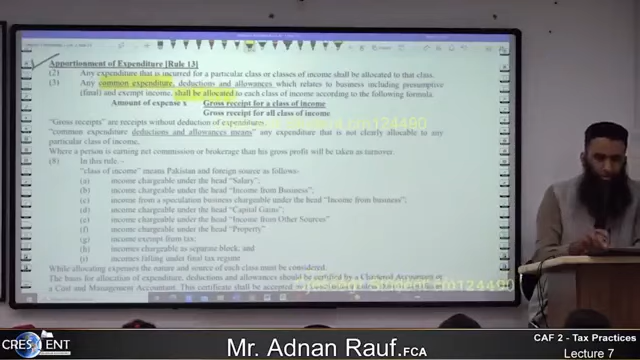 Apportionment of Expenditure [Rule 13]
(2) Any expenditure that is incurred for a particular class or classes of income shall be allocated to that class.
(3) Any common expenditure, deductions and allowances which relates to business including presumptive
(final) and exempt income, shall be allocated to each class of income according to the following formula.
Amount of expense x Gross receipt for a class of income
Gross receipt for all class of income
"Gross receipts" are receipts without deduction of expenditure.
"common expenditure deductions and allowances means" any expenditure that is not clearly allocable to any
particular class of income.
Where a person is earning net commission or brokerage than his gross profit will be taken as turnover.
(8) In this rule. -
"class of income" means Pakistan and foreign source as follows
(a) income chargeable under the head "Salary";
(b) income chargeable under the head "Income from Business";
(c) income from a speculation business chargeable under the head "Income from business";
(d) income chargeable under the head "Capital Gains";
(e) income chargeable under the head "Income from Other Sources"
(f) income chargeable under the head "Property"
(g) income exempt from tax;
(h) incomes chargeable as separate block, and
(i) incomes falling under final tax regime
While allocating expenses the nature and source of each class must be considered.
The basis for allocation of expenditure, deductions and allowances should be certified by a Chartered Accountant or
a Cost and Management Accountant. This certificate shall be accepted
CRESCENT
Mr. Adnan Rauf.FCA
CAF 2 - Tax Practices
Lecture 7